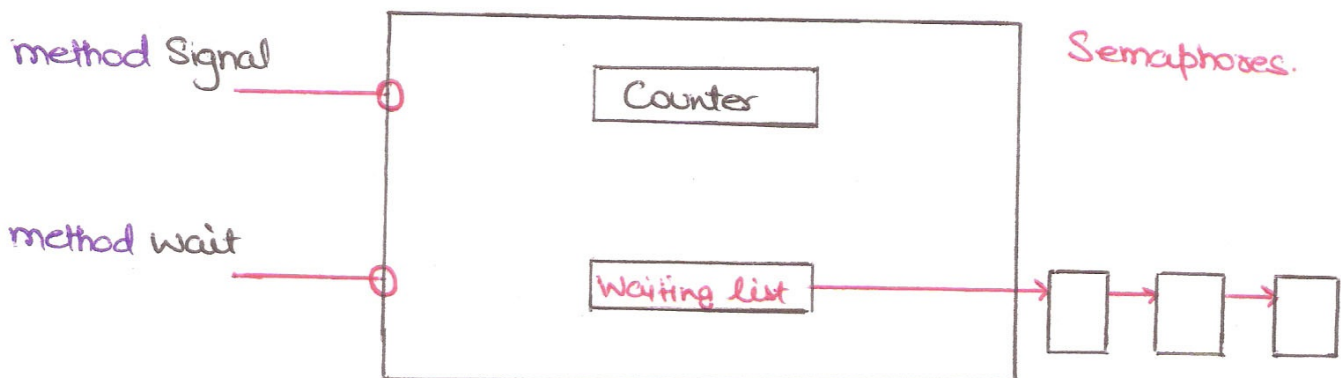 method Signal
Semaphores.
Counter
method wait
Waiting list